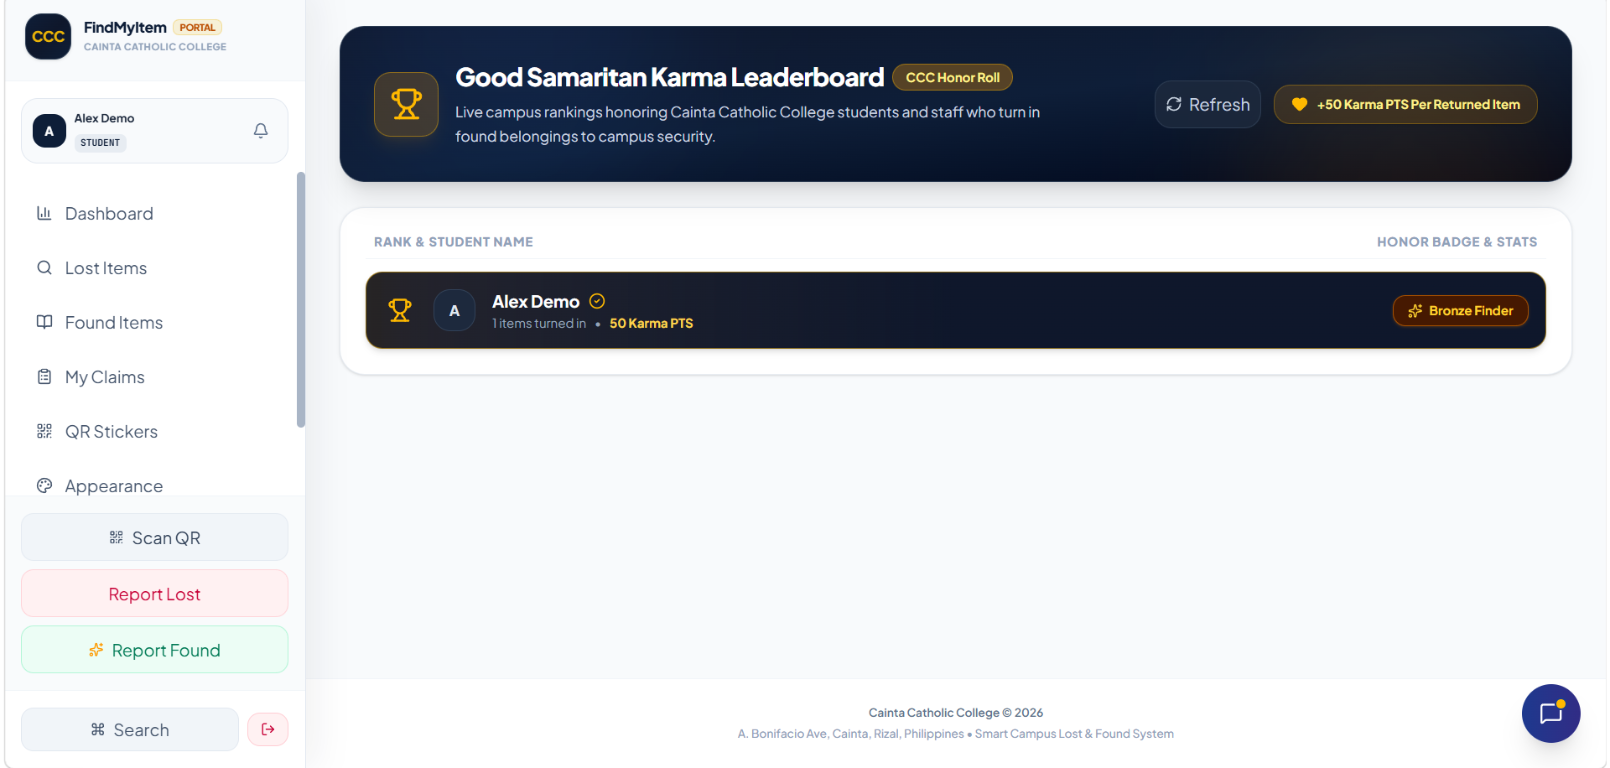 CCC
FindMyItem PORTAL
CAINTA CATHOLIC COLLEGE
A
Alex Demo
STUDENT
Dashboard
Lost Items
Found Items
My Claims
QR Stickers
Appearance
Scan QR
Report Lost
Report Found
⌘ Search
Good Samaritan Karma Leaderboard CCC Honor Roll
Live campus rankings honoring Cainta Catholic College students and staff who turn in
found belongings to campus security.
Refresh
+50 Karma PTS Per Returned Item
RANK & STUDENT NAME
HONOR BADGE & STATS
A
Alex Demo
1 items turned in • 50 Karma PTS
Bronze Finder
Cainta Catholic College © 2026
A. Bonifacio Ave, Cainta, Rizal, Philippines • Smart Campus Lost & Found System